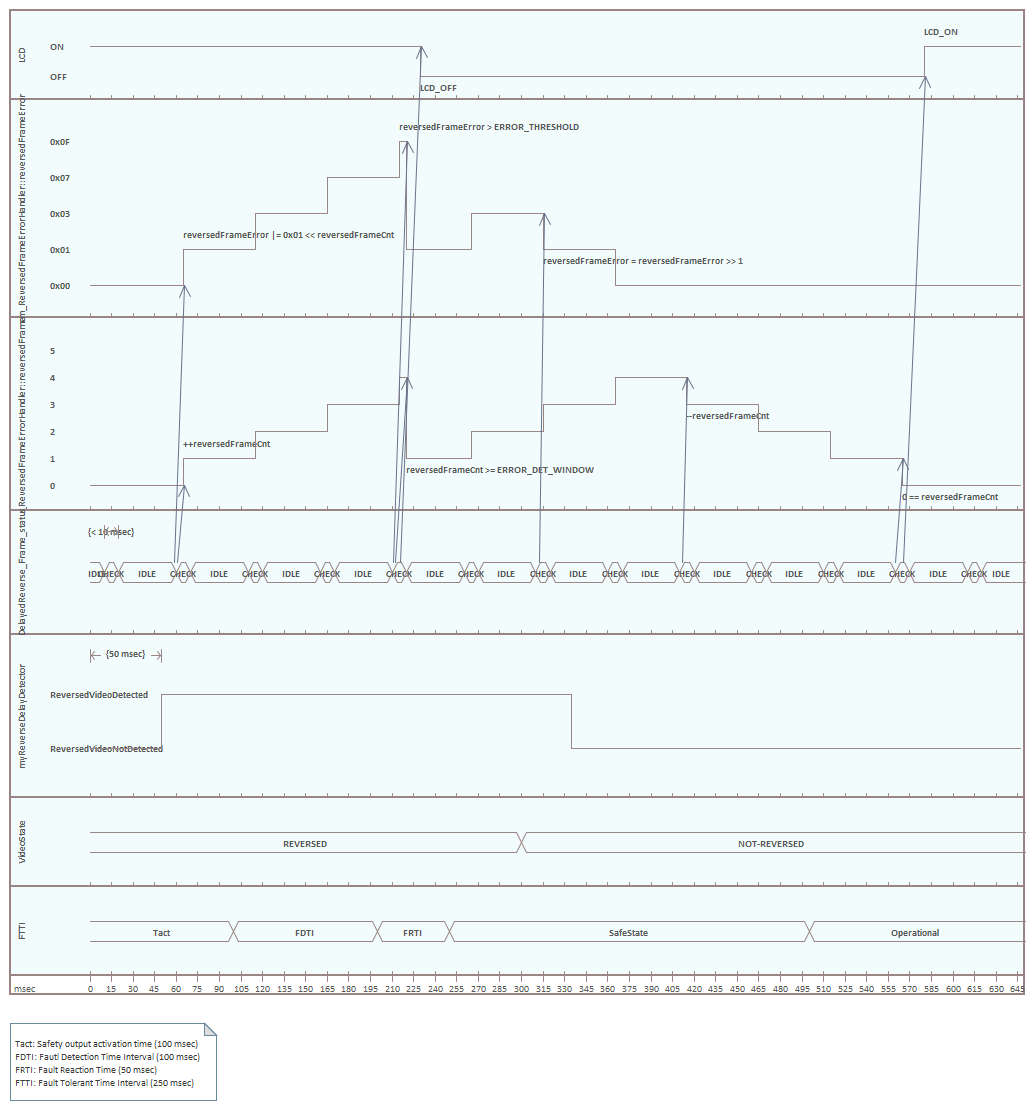 LCD
ON
OFF
LCD_ON
LCD_OFF
m_ReversedFrameErrorHandler::reversedFrameError
reversedFrameError > ERROR_THRESHOLD
0x0F
0x07
0x03
reversedFrameError |= 0x01 << reversedFrameCnt
0x01
reversedFrameError = reversedFrameError >> 1
0x00
5
4
3
--reversedFrameCnt
2
++reversedFrameCnt
1
reversedFrameCnt >= ERROR_DET_WINDOW
0
0 == reversedFrameCnt
{< 10 msec}
IDLE CHECK IDLE CHECK IDLE CHECK IDLE CHECK IDLE CHECK IDLE CHECK IDLE CHECK IDLE CHECK IDLE CHECK IDLE CHECK IDLE CHECK IDLE CHECK IDLE CHECK IDLE CHECK IDLE
myReverseDelayDetector
{50 msec}
ReversedVideoDetected
ReversedVideoNotDetected
VideoState
REVERSED
NOT-REVERSED
FTTI
Tact FDTI FRTI SafeState Operational
msec 0 15 30 45 60 75 90 105 120 135 150 165 180 195 210 225 240 255 270 285 300 315 330 345 360 375 390 405 420 435 450 465 480 495 510 525 540 555 570 585 600 615 630 645
Tact: Safety output activation time (100 msec)
FDTI: Fautl Detection Time Interval (100 msec)
FRTI: Fault Reaction Time (50 msec)
FTTI: Fault Tolerant Time Interval (250 msec)